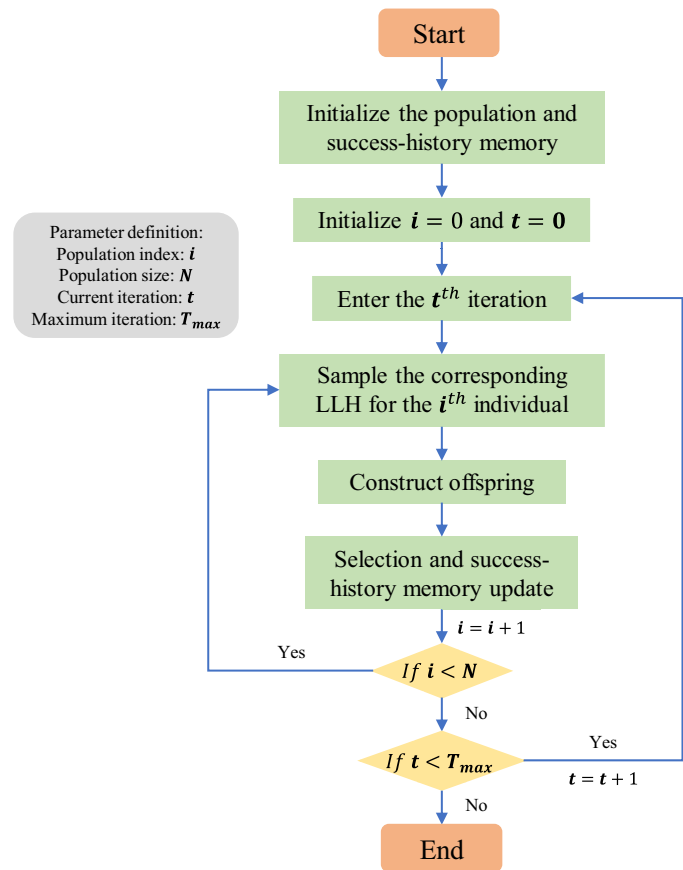 Start
Initialize the population and
success-history memory
Initialize i = 0 and t = 0
Parameter definition:
Population index: i
Population size: N
Current iteration: t
Maximum iteration: T_max
Enter the t^th iteration
Sample the corresponding
LLH for the i^th individual
Construct offspring
Selection and success-
history memory update
i = i + 1
Yes
If i < N
No
If t < T_max
Yes
t = t + 1
No
End